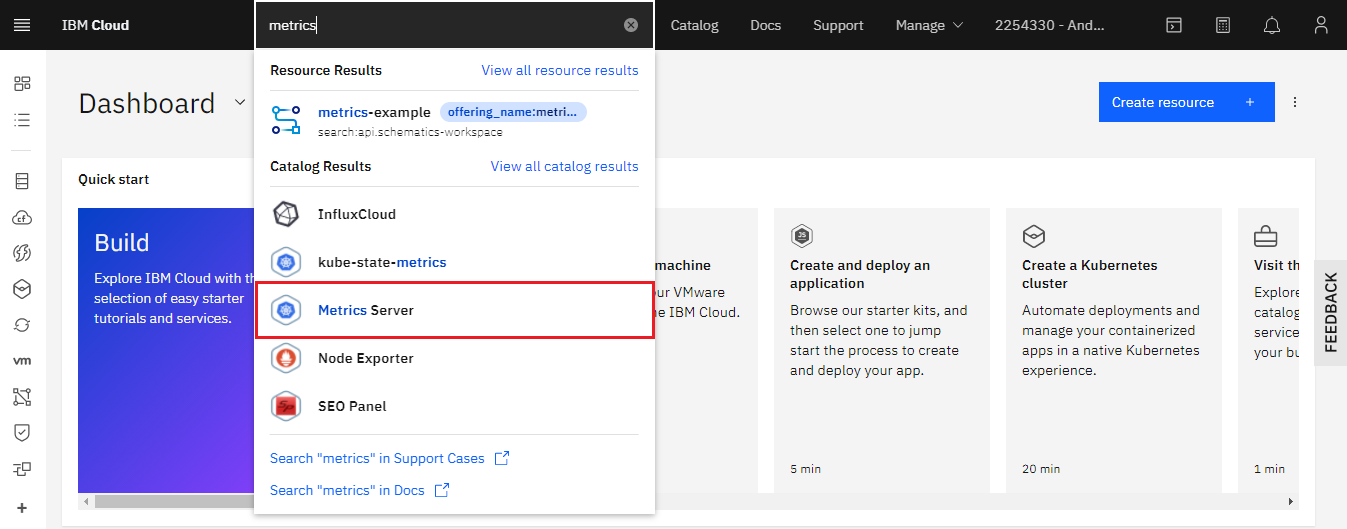 IBM Cloud
metrics
Catalog
Docs
Support
Manage
2254330 - And...
Resource Results
View all resource results
metrics-example
offering_name:metri...
search:api.schematics-workspace
Catalog Results
View all catalog results
InfluxCloud
kube-state-metrics
Metrics Server
Node Exporter
SEO Panel
Search "metrics" in Support Cases
Search "metrics" in Docs
Dashboard
Create resource +
Quick start
Build
Explore IBM Cloud with th
selection of easy starter
tutorials and services.
machine
ur VMware
he IBM Cloud.
JS
Create and deploy an
application
Browse our starter kits, and
then select one to jump
start the process to create
and deploy your app.
5 min
Create a Kubernetes
cluster
Automate deployments and
manage your containerized
apps in a native Kubernetes
experience.
20 min
Visit th
Explore
catalog
service
your bu
1 min
FEEDBACK
cf
vm
Sp